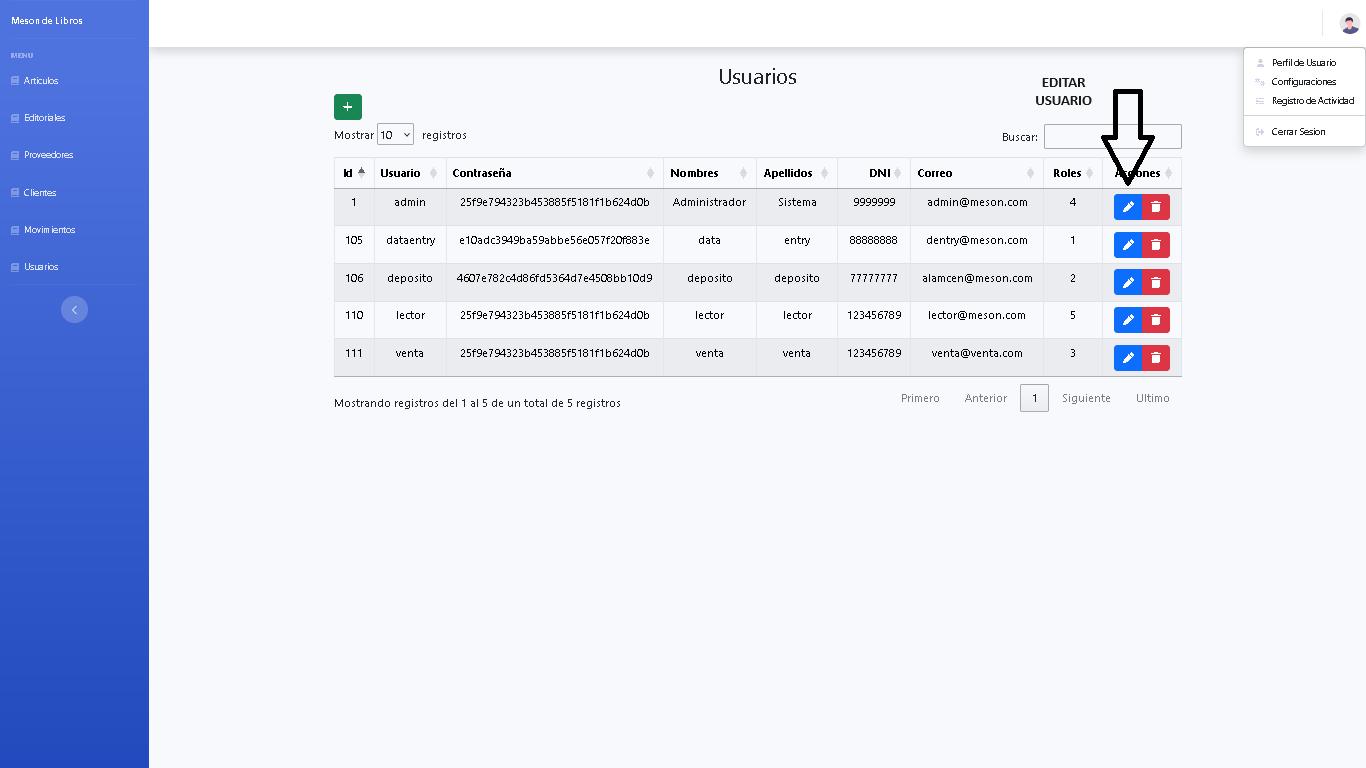 Meson de Libros
MENU
Articulos
Editoriales
Proveedores
Clientes
Movimientos
Usuarios
Perfil de Usuario
Configuraciones
Registro de Actividad
Cerrar Sesion
Usuarios
EDITAR
USUARIO
+
Mostrar 10 registros
Buscar:
Id Usuario Contraseña Nombres Apellidos DNI Correo Roles Acciones
1 admin 25f9e794323b453885f5181f1b624d0b Administrador Sistema 9999999 admin@meson.com 4
105 dataentry e10adc3949ba59abbe56e057f20f883e data entry 88888888 dentry@meson.com 1
106 deposito 4607e782c4d86fd5364d7e4508bb10d9 deposito deposito 77777777 alamcen@meson.com 2
110 lector 25f9e794323b453885f5181f1b624d0b lector lector 123456789 lector@meson.com 5
111 venta 25f9e794323b453885f5181f1b624d0b venta venta 123456789 venta@venta.com 3
Mostrando registros del 1 al 5 de un total de 5 registros
Primero Anterior 1 Siguiente Ultimo